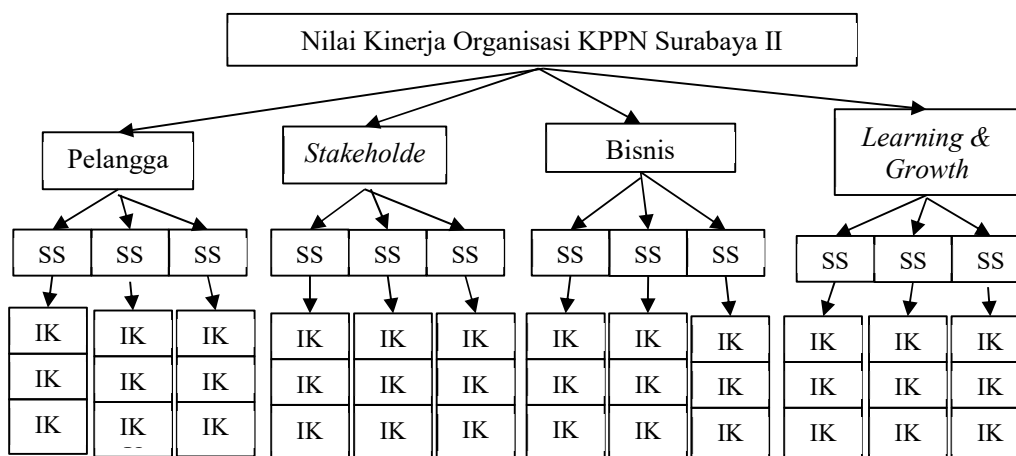 Nilai Kinerja Organisasi KPPN Surabaya II
Pelangga
Stakeholde
Bisnis
Learning &
Growth
SS SS SS SS SS SS SS SS SS SS SS SS
IK IK IK IK IK IK IK IK IK IK IK IK
IK IK IK IK IK IK IK IK IK IK IK IK
IK IK IK IK IK IK IK IK IK IK IK IK